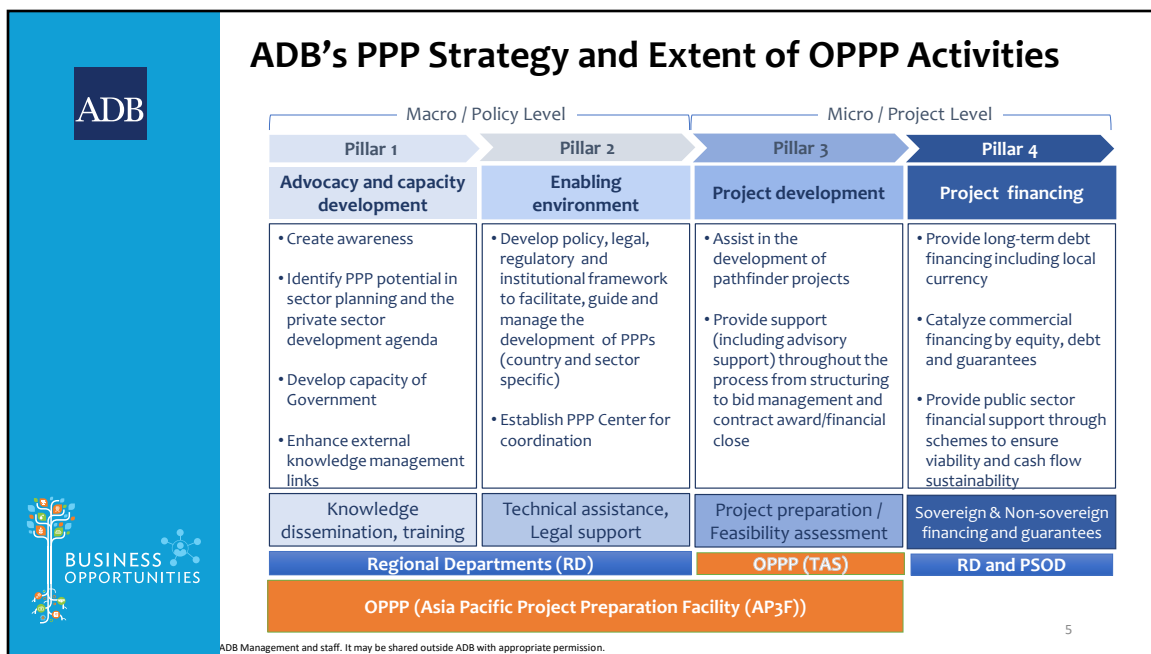 ADB's PPP Strategy and Extent of OPPP Activities
ADB
Macro / Policy Level
Micro / Project Level
Pillar 1
Pillar 2
Pillar 3
Pillar 4
Advocacy and capacity
development
Enabling
environment
Project development
Project financing
• Create awareness
• Identify PPP potential in
sector planning and the
private sector
development agenda
• Develop capacity of
Government
• Enhance external
knowledge management
links
• Develop policy, legal,
regulatory and
institutional framework
to facilitate, guide and
manage the
development of PPPs
(country and sector
specific)
• Establish PPP Center for
coordination
• Assist in the
development of
pathfinder projects
• Provide support
(including advisory
support) throughout the
process from structuring
to bid management and
contract award/financial
close
• Provide long-term debt
financing including local
currency
• Catalyze commercial
financing by equity, debt
and guarantees
• Provide public sector
financial support through
schemes to ensure
viability and cash flow
sustainability
Knowledge
dissemination, training
Technical assistance,
Legal support
Project preparation /
Feasibility assessment
Sovereign & Non-sovereign
financing and guarantees
Regional Departments (RD)
OPPP (TAS)
RD and PSOD
OPPP (Asia Pacific Project Preparation Facility (AP3F))
BUSINESS
OPPORTUNITIES
5
ADB Management and staff. It may be shared outside ADB with appropriate permission.